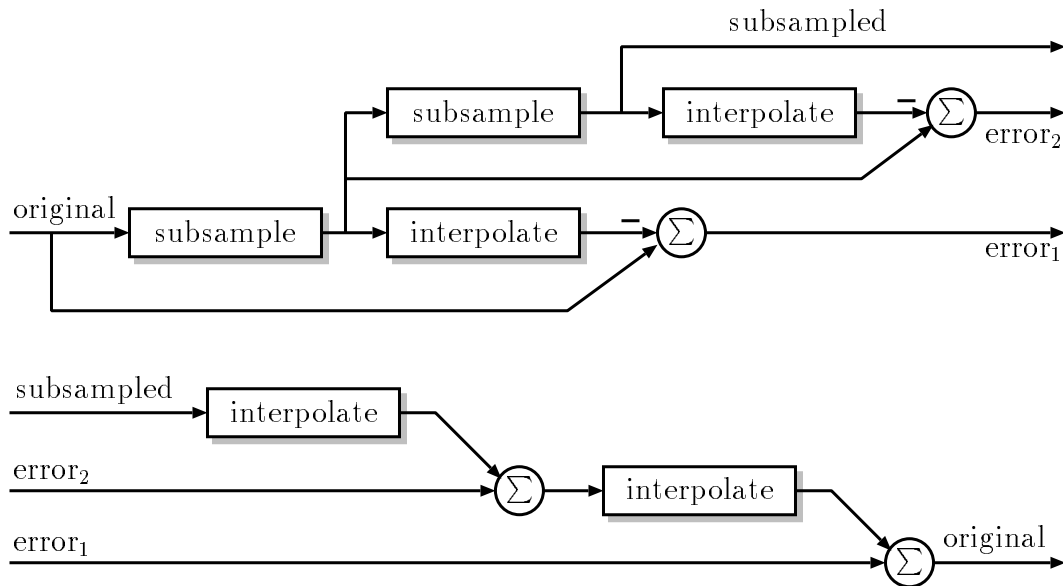 subsampled
subsample
interpolate
−
Σ
error₂
original
subsample
interpolate
−
Σ
error₁
subsampled
interpolate
error₂
Σ
interpolate
error₁
Σ
original